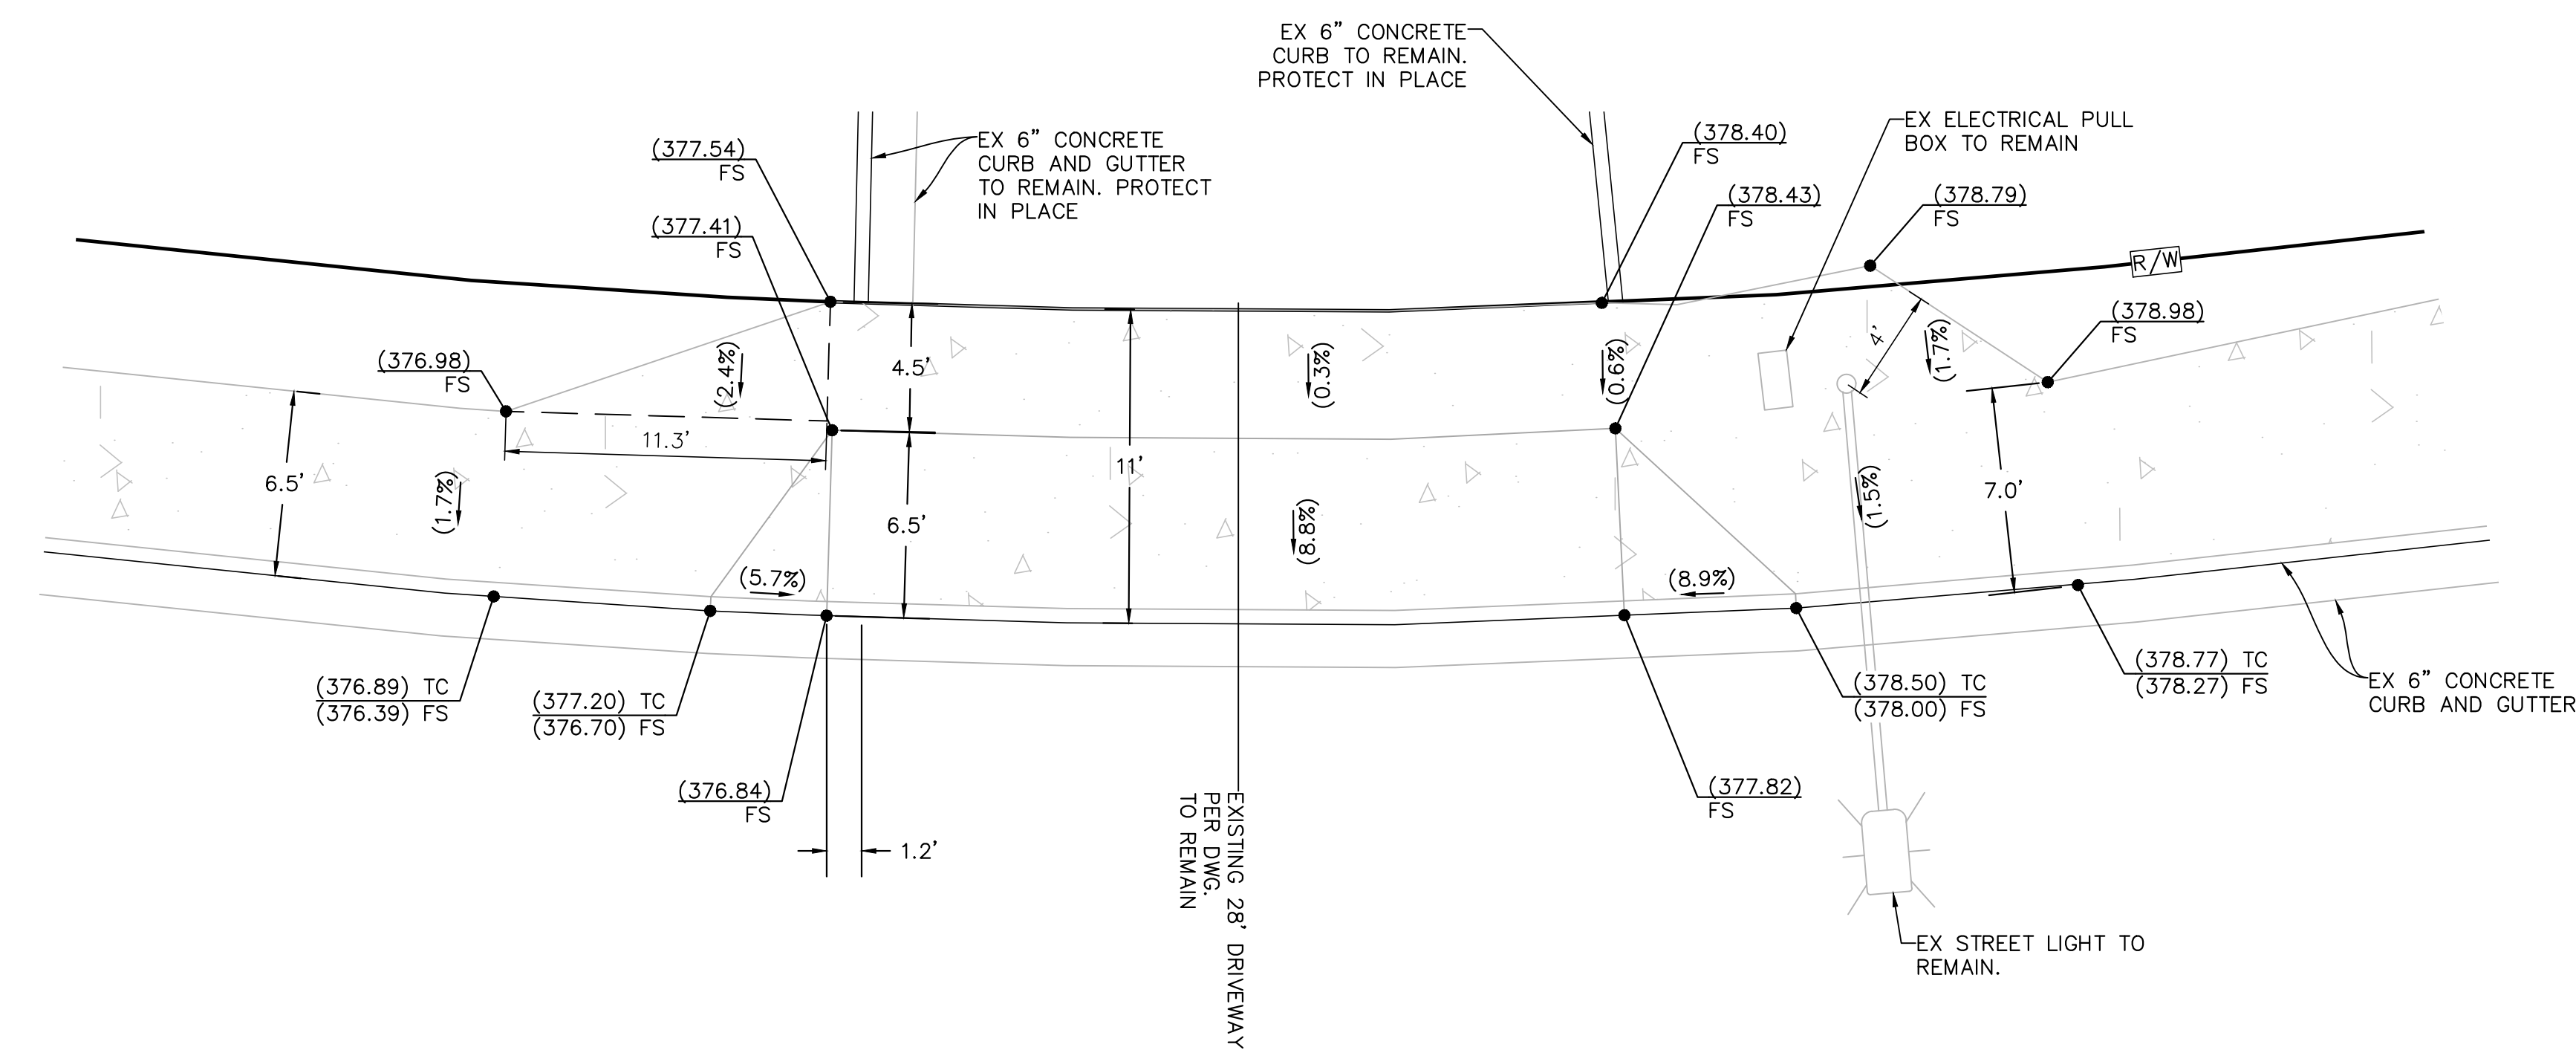 EX 6” CONCRETE
CURB TO REMAIN.
PROTECT IN PLACE
EX ELECTRICAL PULL
BOX TO REMAIN
(377.54)
FS
EX 6” CONCRETE
CURB AND GUTTER
TO REMAIN. PROTECT
IN PLACE
(378.40)
FS
(378.43)
FS
(378.79)
FS
(377.41)
FS
R/W
(378.98)
FS
(376.98)
FS
(2.4%)
4.5’
(0.3%)
(0.6%)
4’
(1.7%)
11.3’
11’
6.5’
(1.7%)
6.5’
(8.8%)
(1.5%)
7.0’
(5.7%)
(8.9%)
(376.89) TC
(376.39) FS
(377.20) TC
(376.70) FS
(378.50) TC
(378.00) FS
(378.77) TC
(378.27) FS
EX 6” CONCRETE
CURB AND GUTTER
(376.84)
FS
(377.82)
FS
1.2’
EXISTING 28’ DRIVEWAY
PER DWG.
TO REMAIN
EX STREET LIGHT TO
REMAIN.